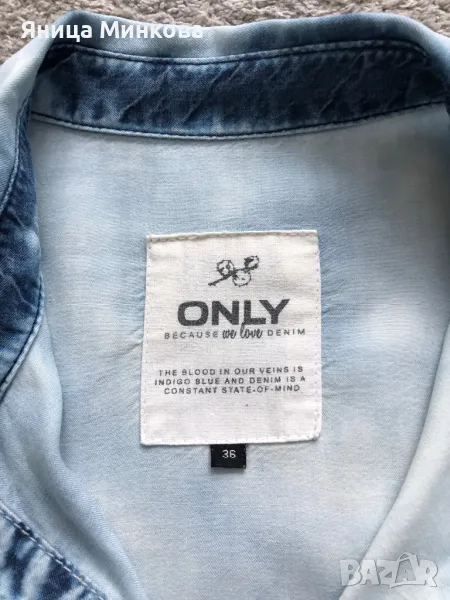 Яница Минкова
ONLY
BECAUSE we love DENIM
THE BLOOD IN OUR VEINS IS
INDIGO BLUE AND DENIM IS A
CONSTANT STATE-OF-MIND
36
BAZAR